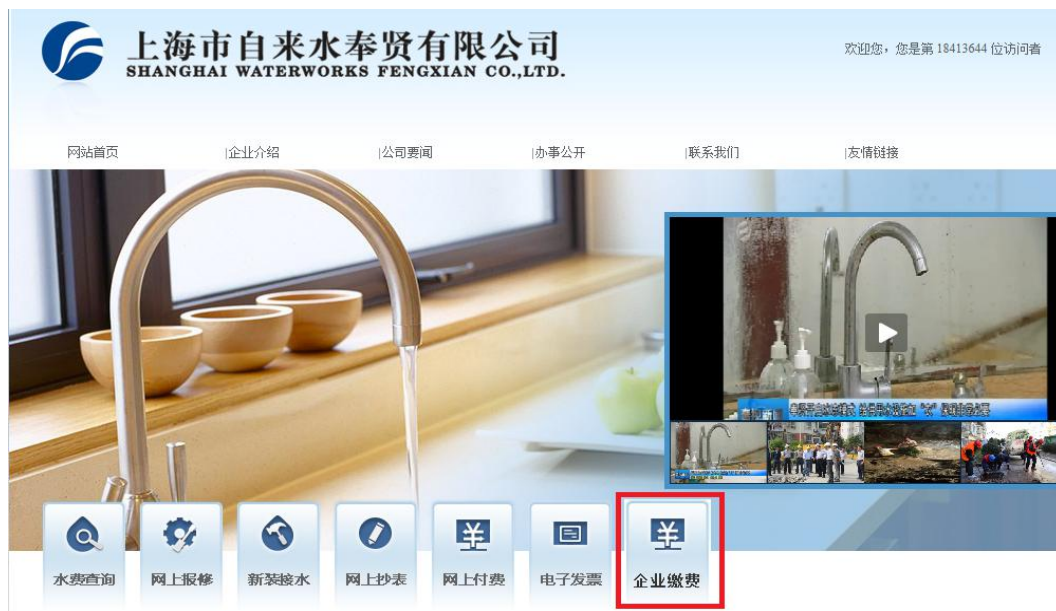 上海市自来水奉贤有限公司
SHANGHAI WATERWORKS FENGXIAN CO.,LTD.
欢迎您，您是第 18413644 位访问者
网站首页 |企业介绍 |公司要闻 |办事公开 |联系我们 |友情链接
水费查询 网上报修 新装接水 网上抄表 网上付费 电子发票 企业缴费